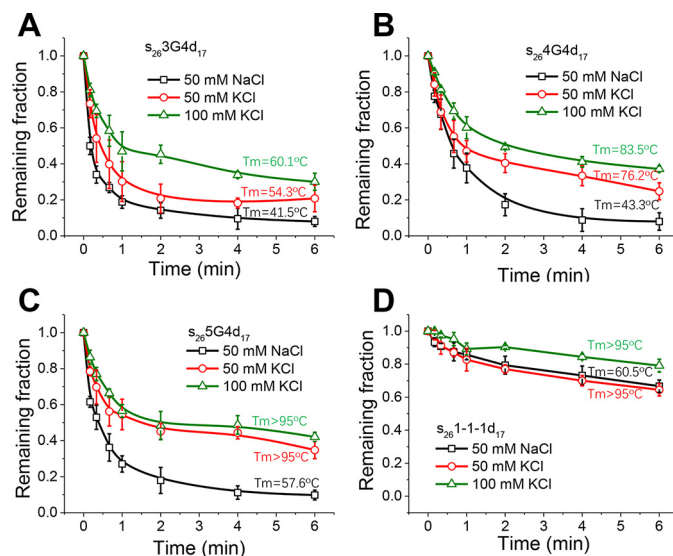 A
s₂₆3G4d₁₇
50 mM NaCl
50 mM KCl
100 mM KCl
Tm=60.1°C
Tm=54.3°C
Tm=41.5°C
Remaining fraction
1.0
0.8
0.6
0.4
0.2
0.0
0 1 2 3 4 5 6
Time (min)
B
s₂₆4G4d₁₇
50 mM NaCl
50 mM KCl
100 mM KCl
Tm=83.5°C
Tm=76.2°C
Tm=43.3°C
Remaining fraction
1.0
0.8
0.6
0.4
0.2
0.0
0 1 2 3 4 5 6
Time (min)
C
s₂₆5G4d₁₇
50 mM NaCl
50 mM KCl
100 mM KCl
Tm>95°C
Tm>95°C
Tm=57.6°C
Remaining fraction
1.0
0.8
0.6
0.4
0.2
0.0
0 1 2 3 4 5 6
Time (min)
D
Tm>95°C
Tm=60.5°C
Tm>95°C
s₂₆1-1-1d₁₇
50 mM NaCl
50 mM KCl
100 mM KCl
Remaining fraction
1.0
0.8
0.6
0.4
0.2
0.0
0 1 2 3 4 5 6
Time (min)